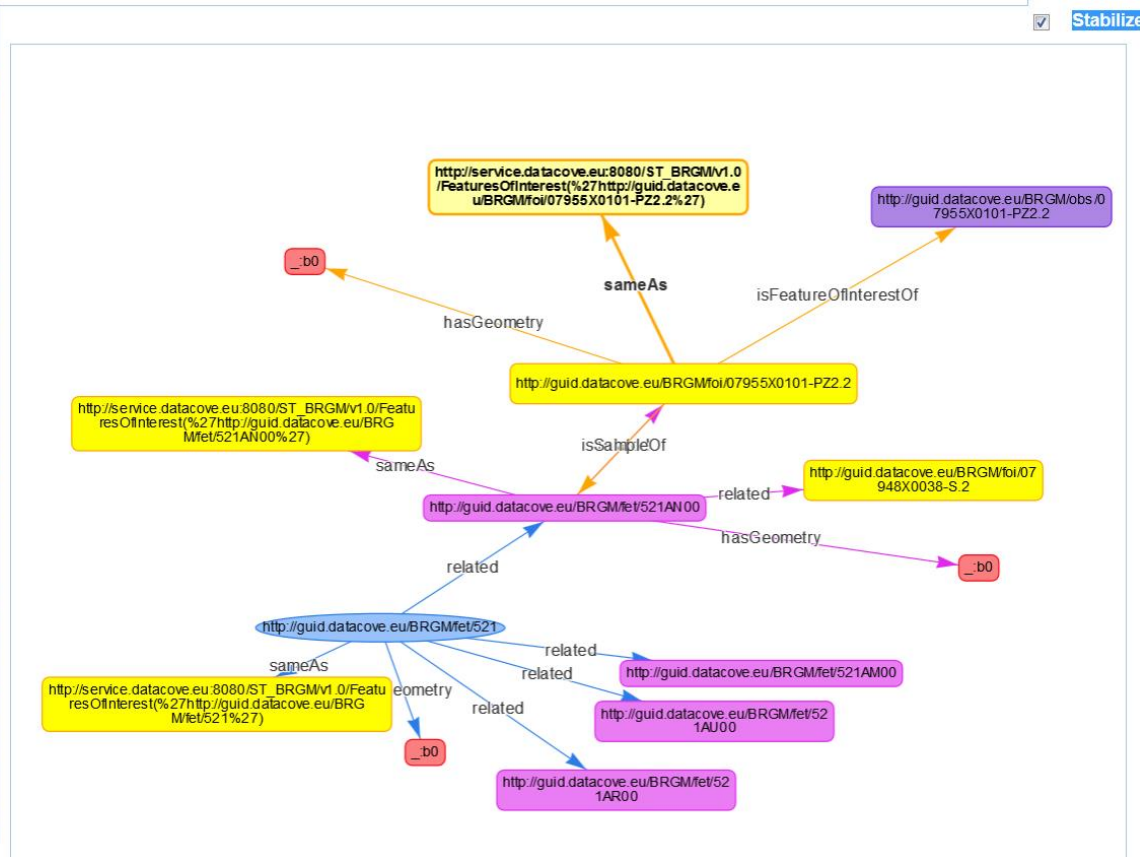 Stabilize
http://service.datacove.eu:8080/ST_BRGM/v1.0
/FeaturesOfInterest(%27http://guid.datacove.e
u/BRGM/foi/07955X0101-PZ2.2%27)
http://guid.datacove.eu/BRGM/obs/0
7955X0101-PZ2.2
_:b0
sameAs
isFeatureOfInterestOf
hasGeometry
http://guid.datacove.eu/BRGM/foi/07955X0101-PZ2.2
http://service.datacove.eu:8080/ST_BRGM/v1.0/Featu
resOfInterest(%27http://guid.datacove.eu/BRG
M/fet/521AN00%27)
sameAs
http://guid.datacove.eu/BRGM/foi/07
948X0038-S.2
related
http://guid.datacove.eu/BRGM/fet/521AN00
hasGeometry
related
_:b0
http://guid.datacove.eu/BRGM/fet/521
related
sameAs
related
http://guid.datacove.eu/BRGM/fet/521AM00
http://service.datacove.eu:8080/ST_BRGM/v1.0/Featu
resOfInterest(%27http://guid.datacove.eu/BRG
M/fet/521%27)
eometry
related
http://guid.datacove.eu/BRGM/fet/52
1AU00
_:b0
http://guid.datacove.eu/BRGM/fet/52
1AR00